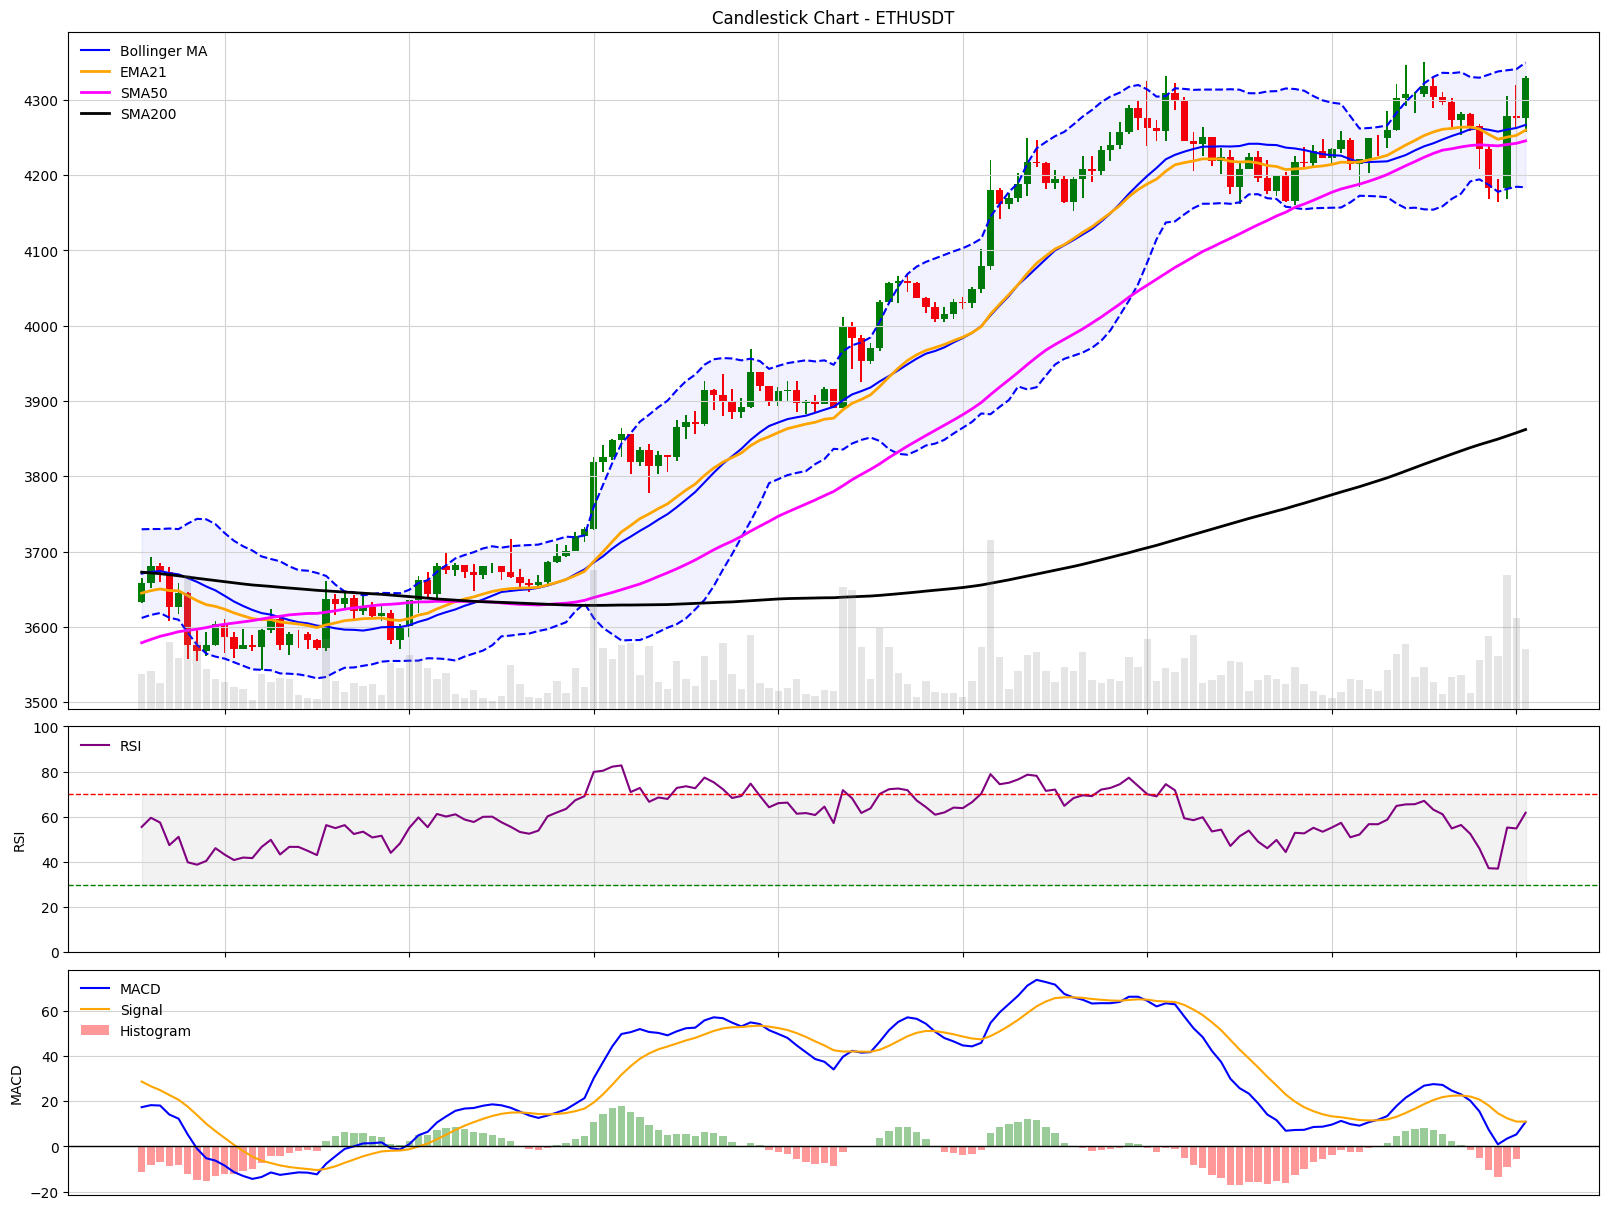 Candlestick Chart - ETHUSDT
Bollinger MA
EMA21
SMA50
SMA200
4300
4200
4100
4000
3900
3800
3700
3600
3500
RSI
100
80
60
40
20
0
RSI
MACD
Signal
Histogram
60
40
20
0
−20
MACD